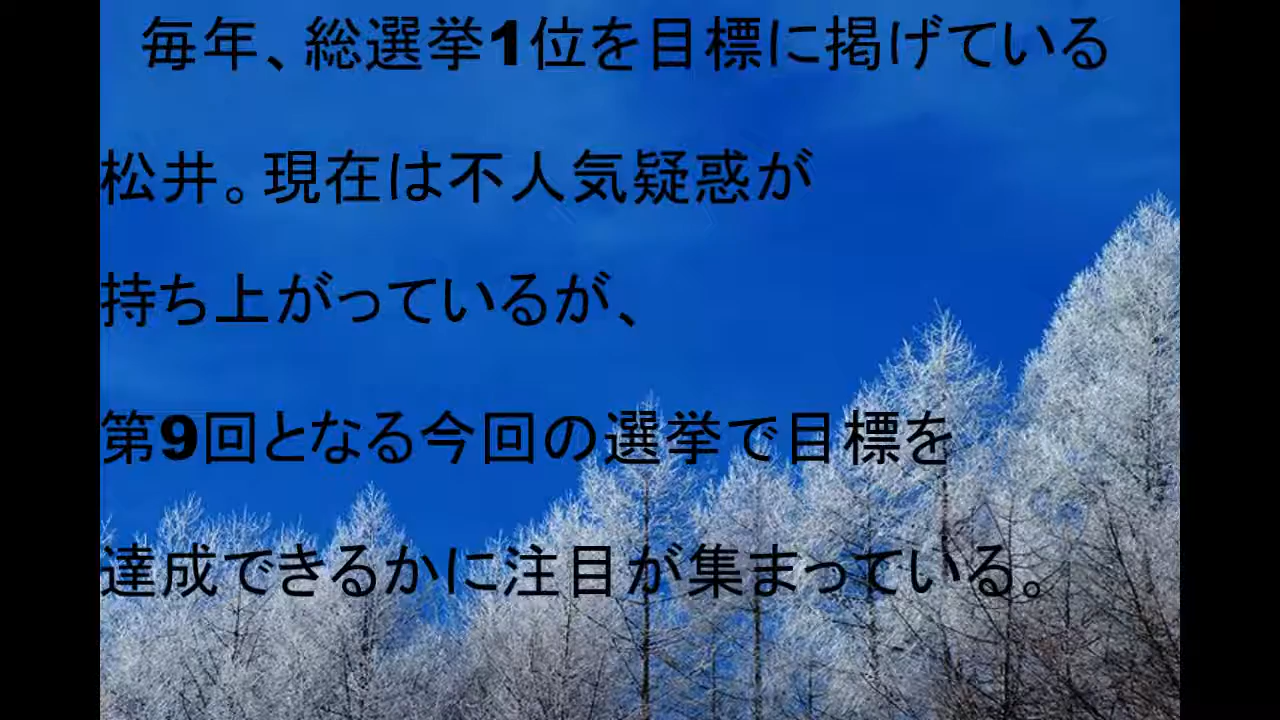 毎年、総選挙1位を目標に掲げている
松井。現在は不人気疑惑が
持ち上がっているが、
第9回となる今回の選挙で目標を
達成できるかに注目が集まっている。